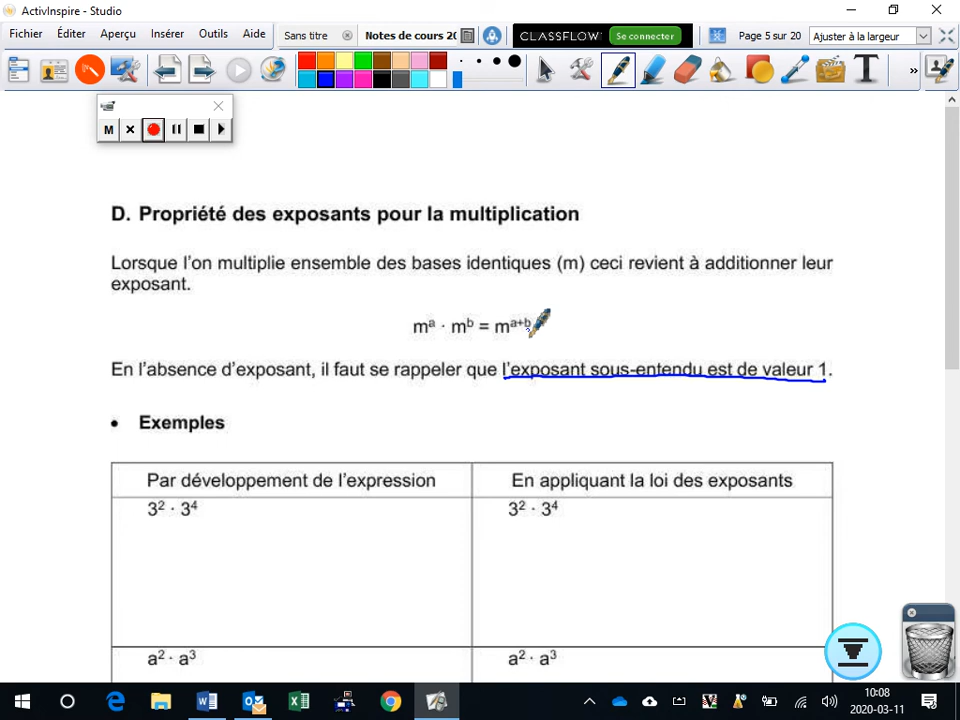 ActivInspire - Studio
Fichier Éditer Aperçu Insérer Outils Aide Sans titre Notes de cours 20 CLASSFLOW Se connecter Page 5 sur 20 Ajuster à la largeur
M
D. Propriété des exposants pour la multiplication
Lorsque l'on multiplie ensemble des bases identiques (m) ceci revient à additionner leur
exposant.
mᵃ · mᵇ = mᵃ⁺ᵇ
En l'absence d'exposant, il faut se rappeler que l'exposant sous-entendu est de valeur 1.
• Exemples
Par développement de l'expression En appliquant la loi des exposants
3² · 3⁴ 3² · 3⁴
a² · a³ a² · a³
10:08
2020-03-11